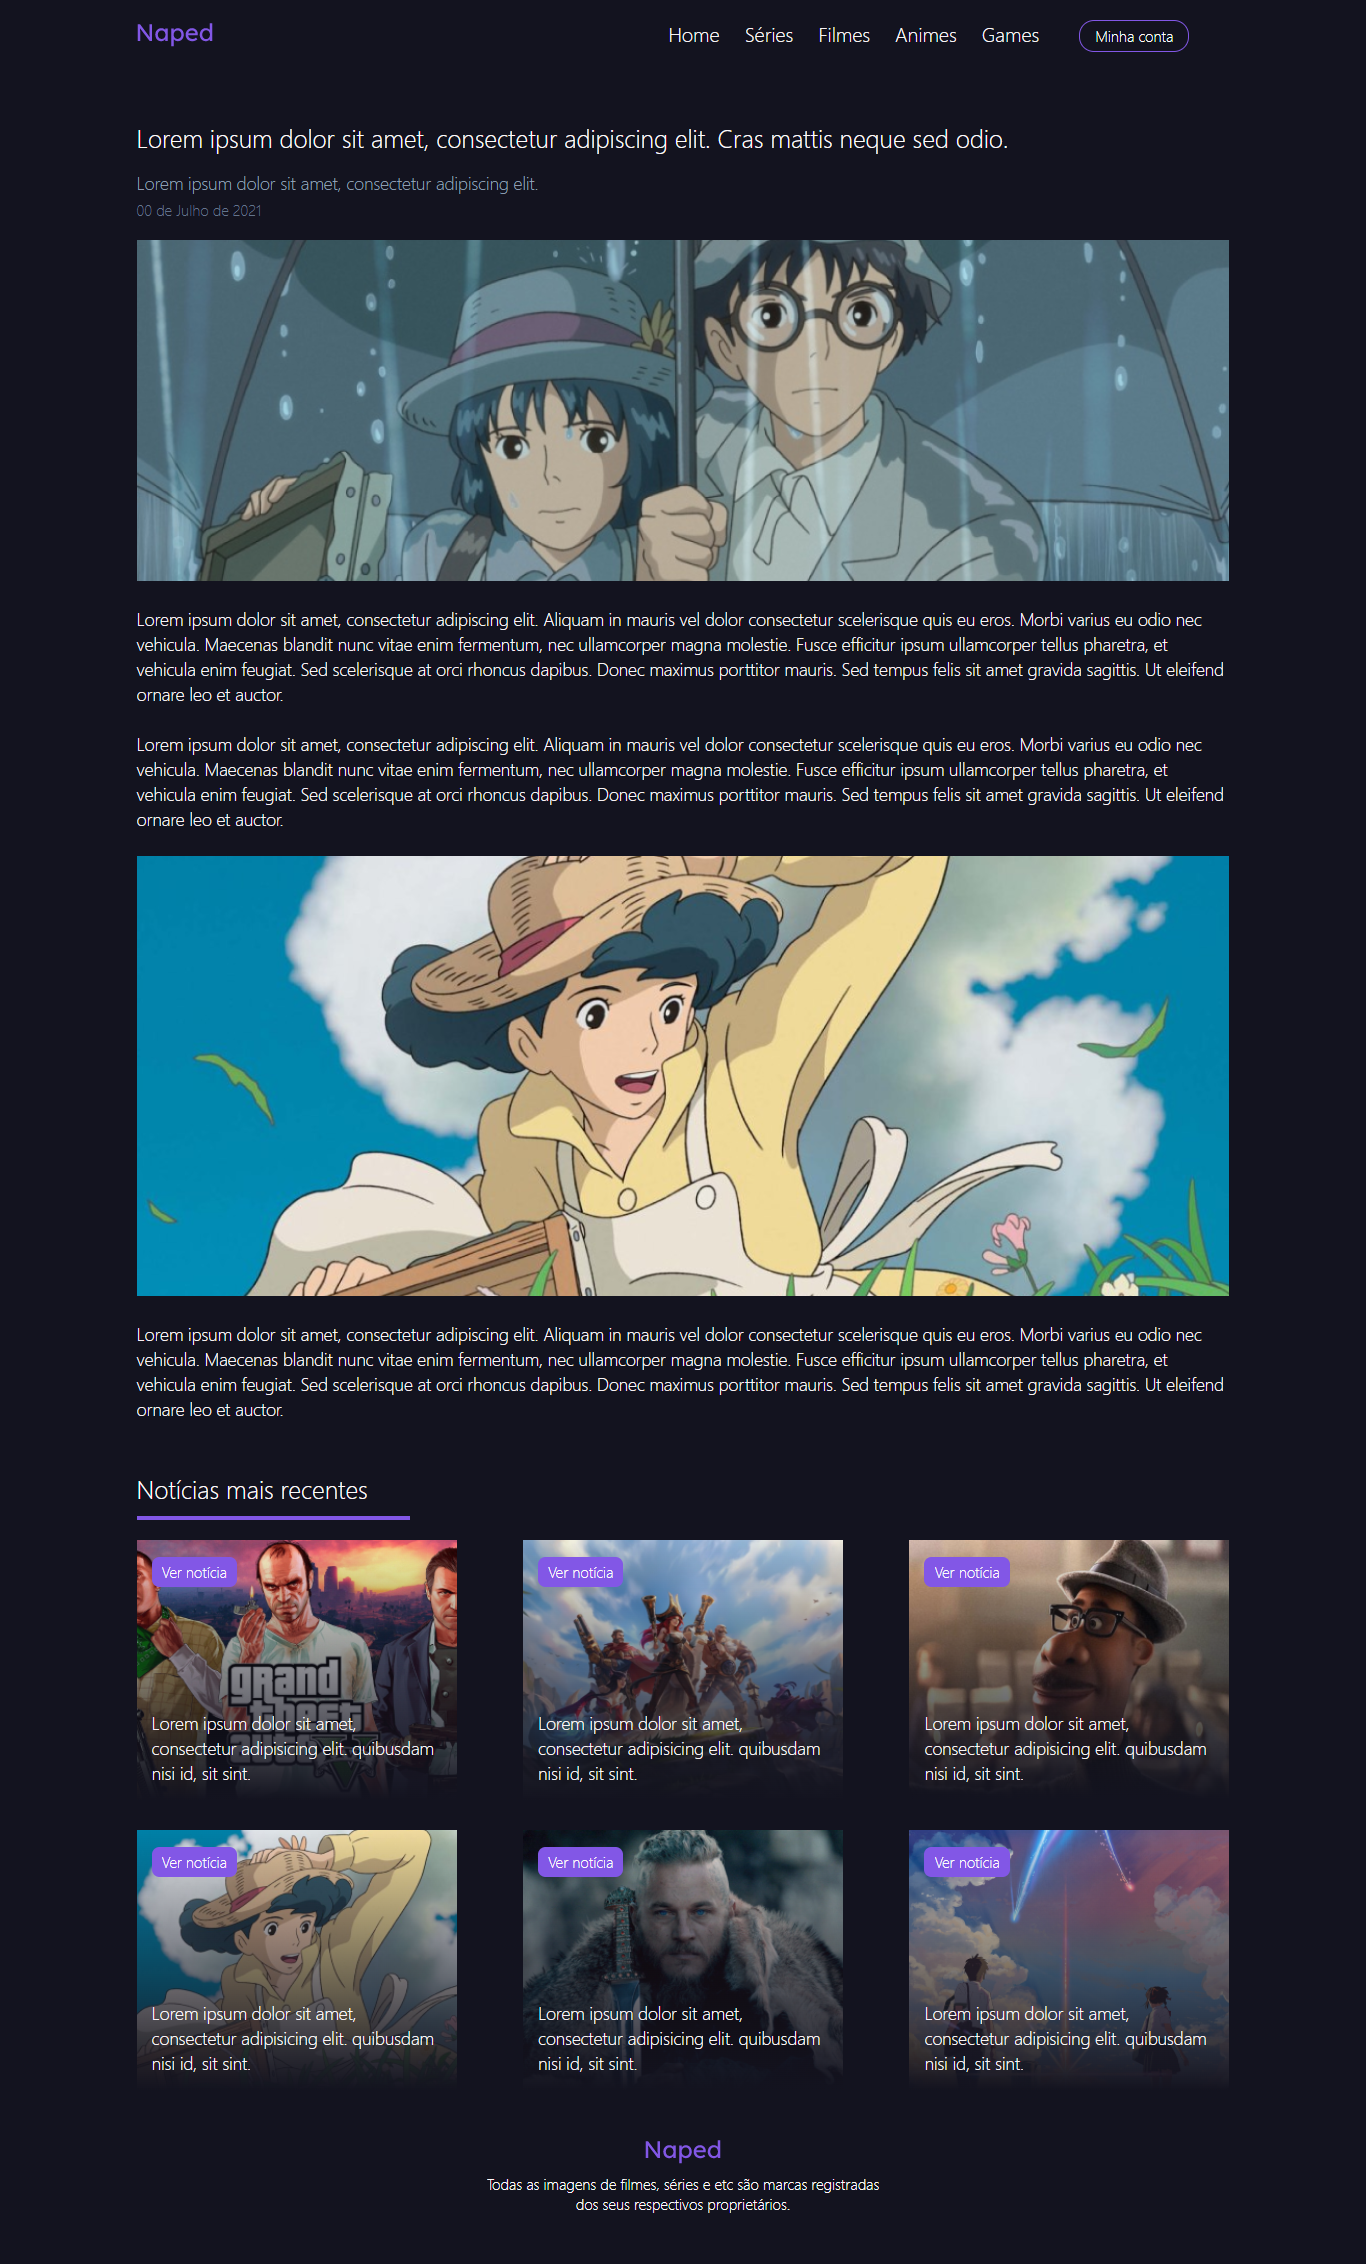 Naped
Home Séries Filmes Animes Games Minha conta
Lorem ipsum dolor sit amet, consectetur adipiscing elit. Cras mattis neque sed odio.
Lorem ipsum dolor sit amet, consectetur adipiscing elit.
00 de Julho de 2021
Lorem ipsum dolor sit amet, consectetur adipiscing elit. Aliquam in mauris vel dolor consectetur scelerisque quis eu eros. Morbi varius eu odio nec
vehicula. Maecenas blandit nunc vitae enim fermentum, nec ullamcorper magna molestie. Fusce efficitur ipsum ullamcorper tellus pharetra, et
vehicula enim feugiat. Sed scelerisque at orci rhoncus dapibus. Donec maximus porttitor mauris. Sed tempus felis sit amet gravida sagittis. Ut eleifend
ornare leo et auctor.
Lorem ipsum dolor sit amet, consectetur adipiscing elit. Aliquam in mauris vel dolor consectetur scelerisque quis eu eros. Morbi varius eu odio nec
vehicula. Maecenas blandit nunc vitae enim fermentum, nec ullamcorper magna molestie. Fusce efficitur ipsum ullamcorper tellus pharetra, et
vehicula enim feugiat. Sed scelerisque at orci rhoncus dapibus. Donec maximus porttitor mauris. Sed tempus felis sit amet gravida sagittis. Ut eleifend
ornare leo et auctor.
Lorem ipsum dolor sit amet, consectetur adipiscing elit. Aliquam in mauris vel dolor consectetur scelerisque quis eu eros. Morbi varius eu odio nec
vehicula. Maecenas blandit nunc vitae enim fermentum, nec ullamcorper magna molestie. Fusce efficitur ipsum ullamcorper tellus pharetra, et
vehicula enim feugiat. Sed scelerisque at orci rhoncus dapibus. Donec maximus porttitor mauris. Sed tempus felis sit amet gravida sagittis. Ut eleifend
ornare leo et auctor.
Notícias mais recentes
Ver notícia
grand
theft
auto
V
Lorem ipsum dolor sit amet,
consectetur adipisicing elit. quibusdam
nisi id, sit sint.
Ver notícia
Lorem ipsum dolor sit amet,
consectetur adipisicing elit. quibusdam
nisi id, sit sint.
Ver notícia
Lorem ipsum dolor sit amet,
consectetur adipisicing elit. quibusdam
nisi id, sit sint.
Ver notícia
Lorem ipsum dolor sit amet,
consectetur adipisicing elit. quibusdam
nisi id, sit sint.
Ver notícia
Lorem ipsum dolor sit amet,
consectetur adipisicing elit. quibusdam
nisi id, sit sint.
Ver notícia
Lorem ipsum dolor sit amet,
consectetur adipisicing elit. quibusdam
nisi id, sit sint.
Naped
Todas as imagens de filmes, séries e etc são marcas registradas
dos seus respectivos proprietários.